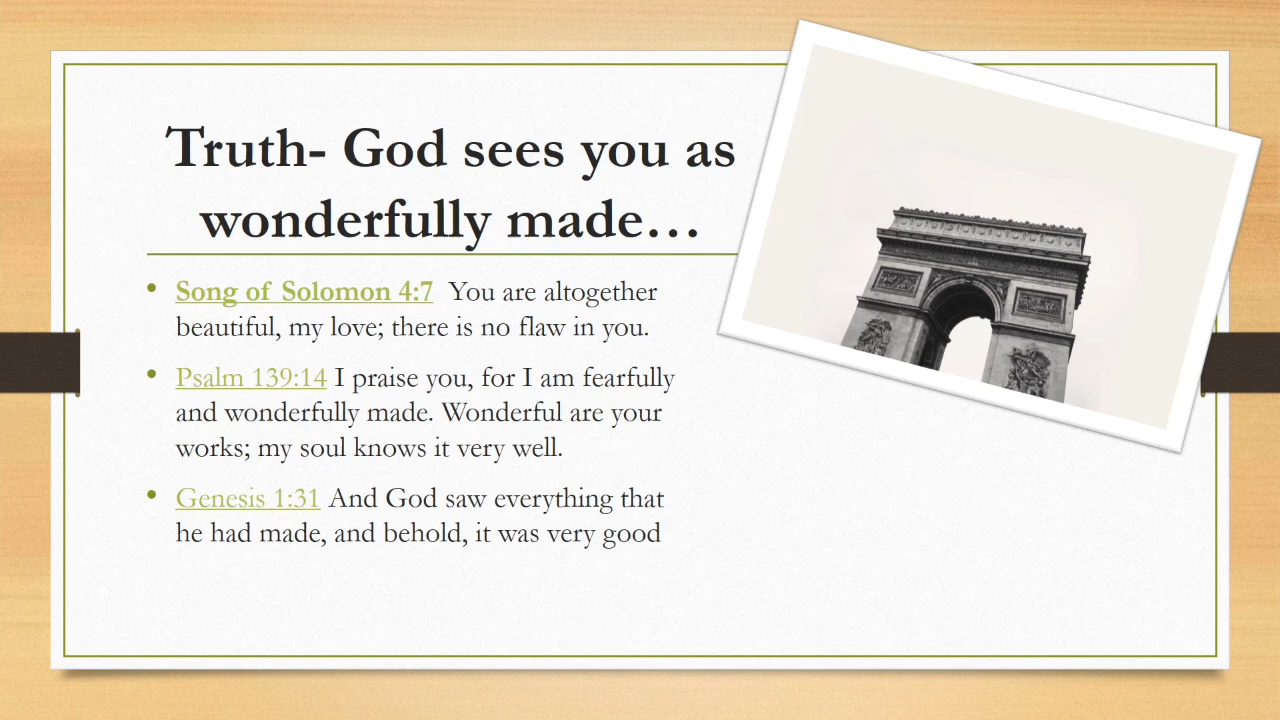 Truth- God sees you as
wonderfully made…
• Song of Solomon 4:7  You are altogether
beautiful, my love; there is no flaw in you.
• Psalm 139:14 I praise you, for I am fearfully
and wonderfully made. Wonderful are your
works; my soul knows it very well.
• Genesis 1:31 And God saw everything that
he had made, and behold, it was very good